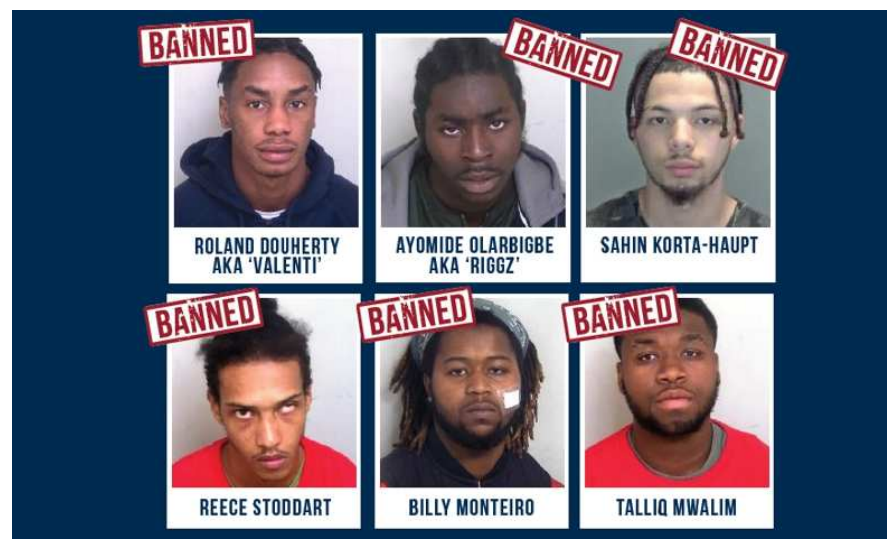 BANNED
BANNED
BANNED
ROLAND DOUHERTY
AKA ‘VALENTI’
AYOMIDE OLARBIGBE
AKA ‘RIGGZ’
SAHIN KORTA-HAUPT
BANNED
BANNED
BANNED
REECE STODDART
BILLY MONTEIRO
TALLIQ MWALIM